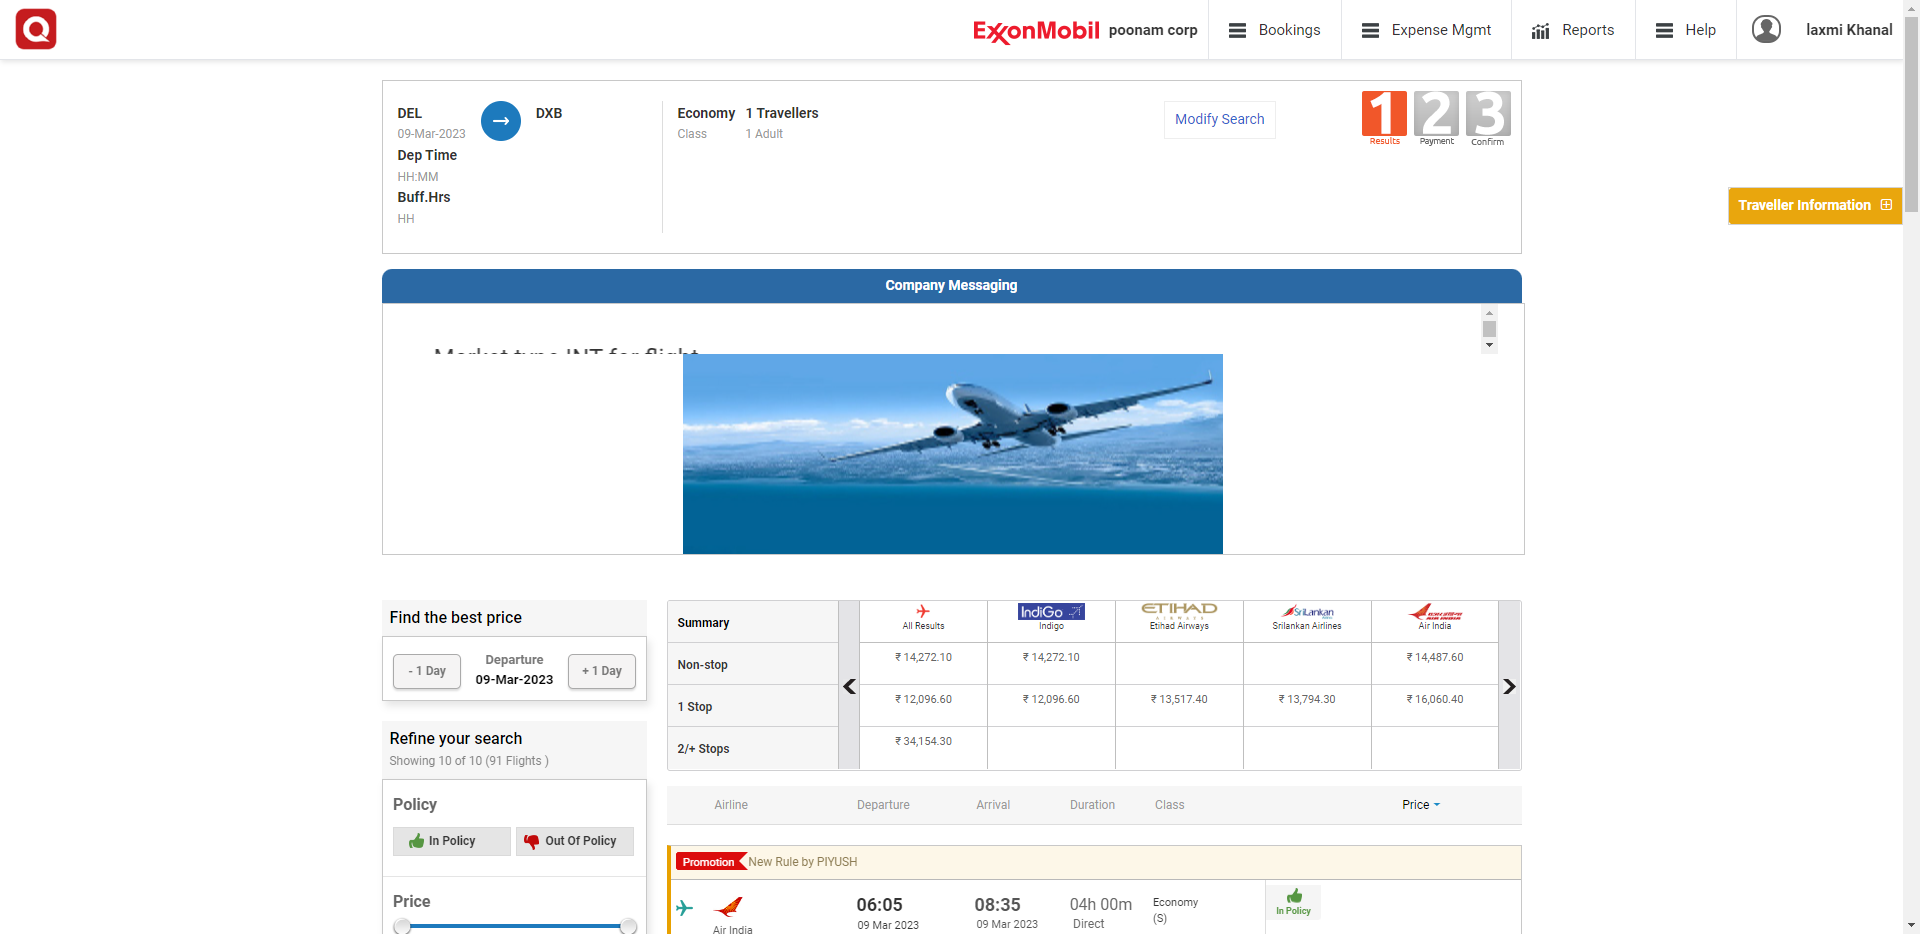 Q
ExxonMobil poonam corp
Bookings
Expense Mgmt
Reports
Help
laxmi Khanal
DEL
09-Mar-2023
DXB
Dep Time
HH:MM
Buff.Hrs
HH
Economy 1 Travellers
Class 1 Adult
Modify Search
1 2 3
Results Payment Confirm
Traveller Information
Company Messaging
Market type INT for flight
Find the best price
- 1 Day
Departure
09-Mar-2023
+ 1 Day
Refine your search
Showing 10 of 10 (91 Flights )
Policy
In Policy
Out Of Policy
Price
Summary
All Results
IndiGo
Indigo
ETIHAD
AIRWAYS
Etihad Airways
SriLankan
Srilankan Airlines
AIR INDIA
Air India
Non-stop ₹ 14,272.10 ₹ 14,272.10 ₹ 14,487.60
1 Stop ₹ 12,096.60 ₹ 12,096.60 ₹ 13,517.40 ₹ 13,794.30 ₹ 16,060.40
2/+ Stops ₹ 34,154.30
Airline Departure Arrival Duration Class Price
Promotion New Rule by PIYUSH
Air India
06:05
09 Mar 2023
08:35
09 Mar 2023
04h 00m
Direct
Economy
(S)
In Policy